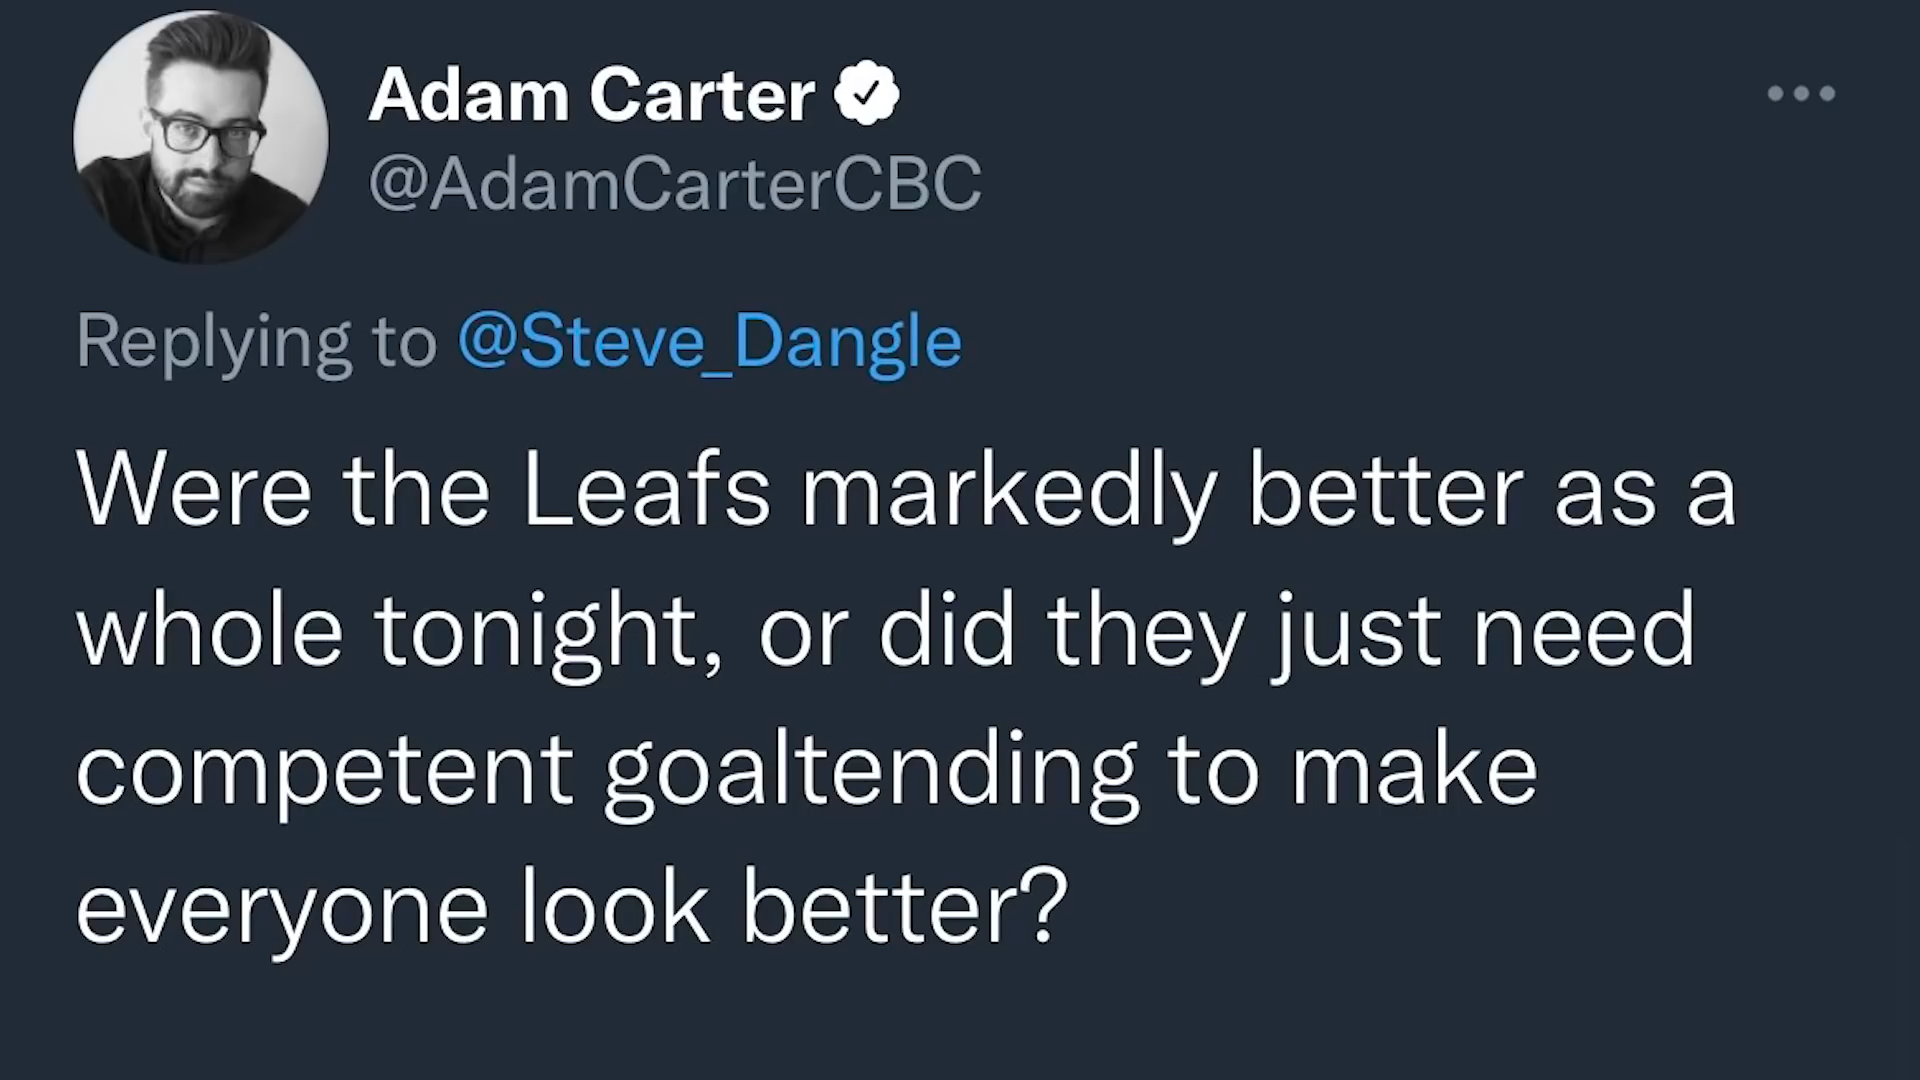 Adam Carter
@AdamCarterCBC
Replying to @Steve_Dangle
Were the Leafs markedly better as a
whole tonight, or did they just need
competent goaltending to make
everyone look better?